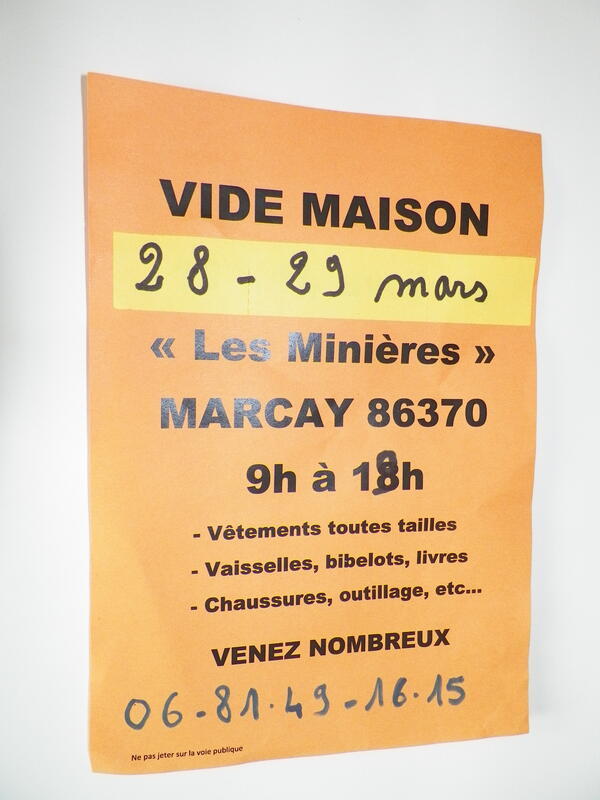 VIDE MAISON
28 - 29 mars
« Les Minières »
MARCAY 86370
9h à 19h
- Vêtements toutes tailles
- Vaisselles, bibelots, livres
- Chaussures, outillage, etc...
VENEZ NOMBREUX
06-81.49-16.15
Ne pas jeter sur la voie publique